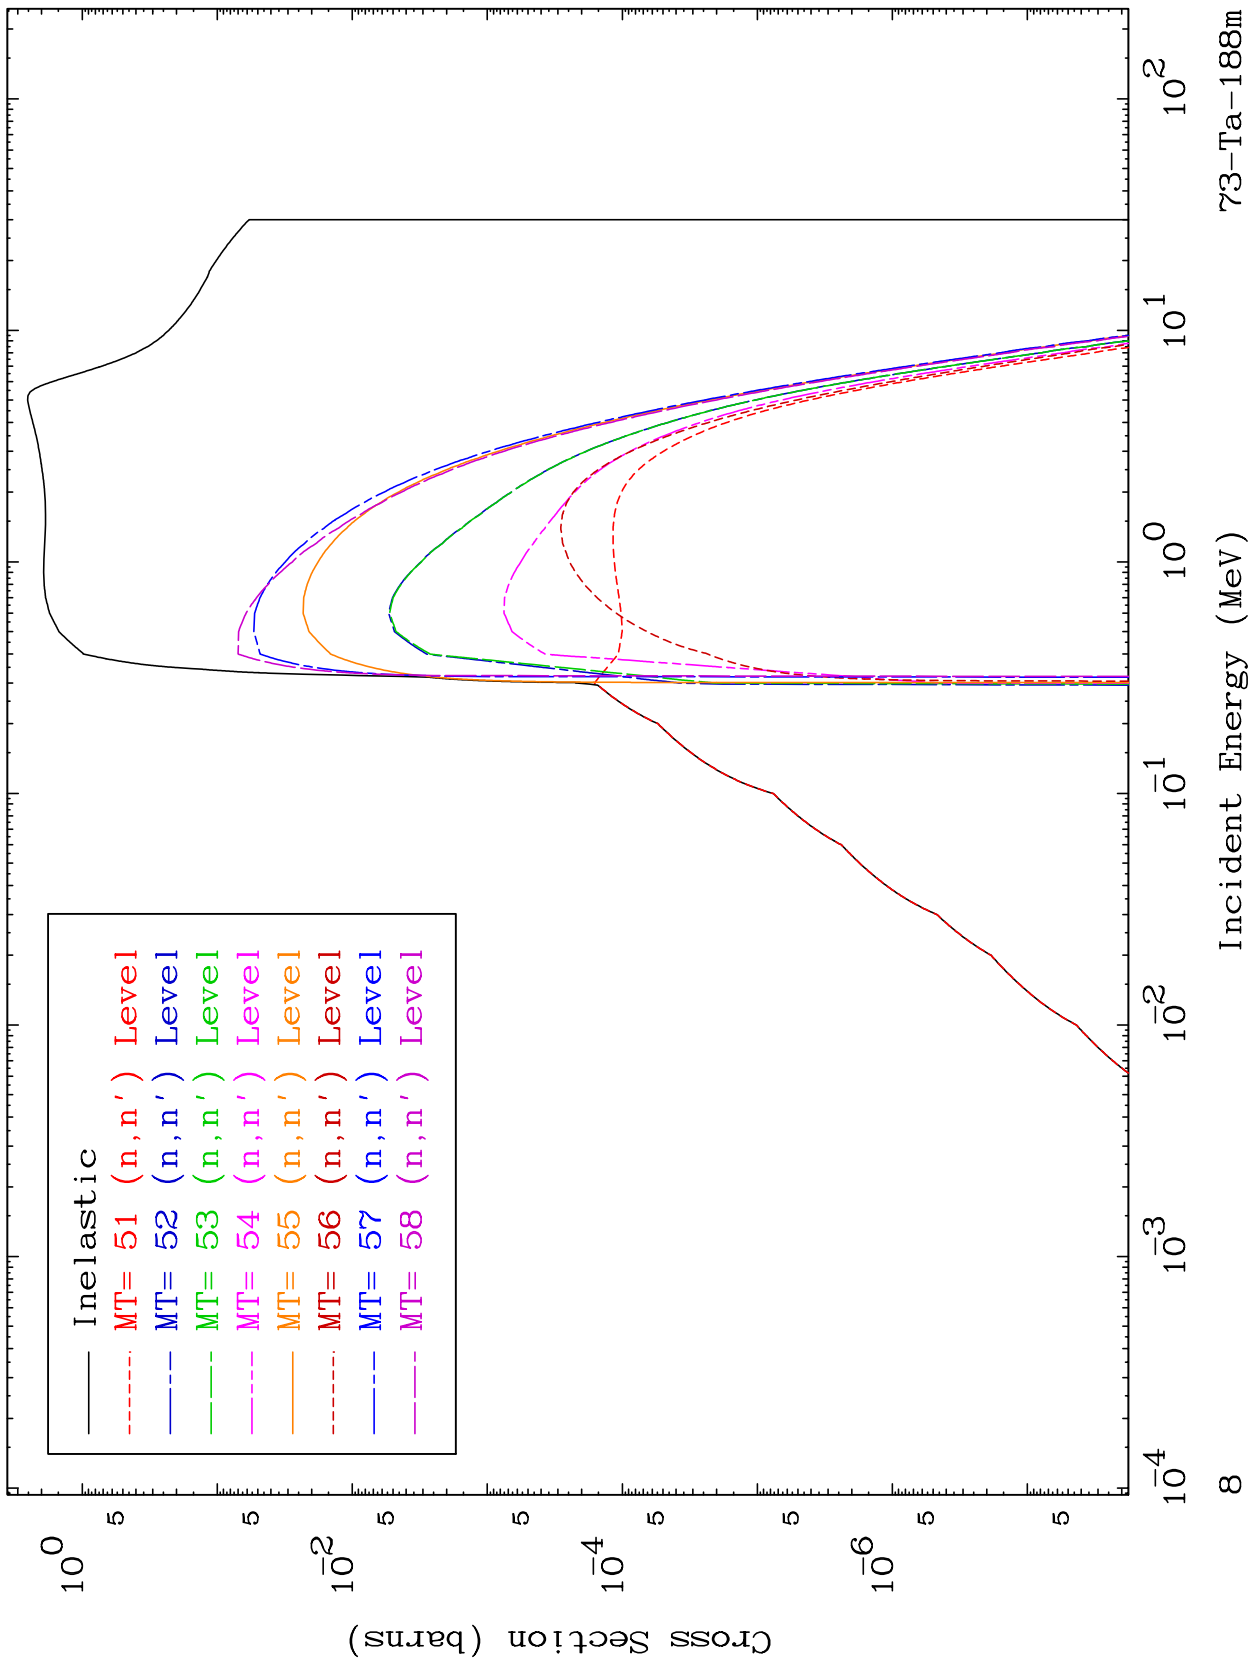 Cross Section (barns)
10^0
5
10^-2
5
5
10^-4
5
5
10^-6
5
5
5
Inelastic
MT= 51 (n,n') Level
MT= 52 (n,n') Level
MT= 53 (n,n') Level
MT= 54 (n,n') Level
MT= 55 (n,n') Level
MT= 56 (n,n') Level
MT= 57 (n,n') Level
MT= 58 (n,n') Level
10^-4
10^-3
10^-2
10^-1
10^0
10^1
10^2
8
Incident Energy (MeV)
73-Ta-188m